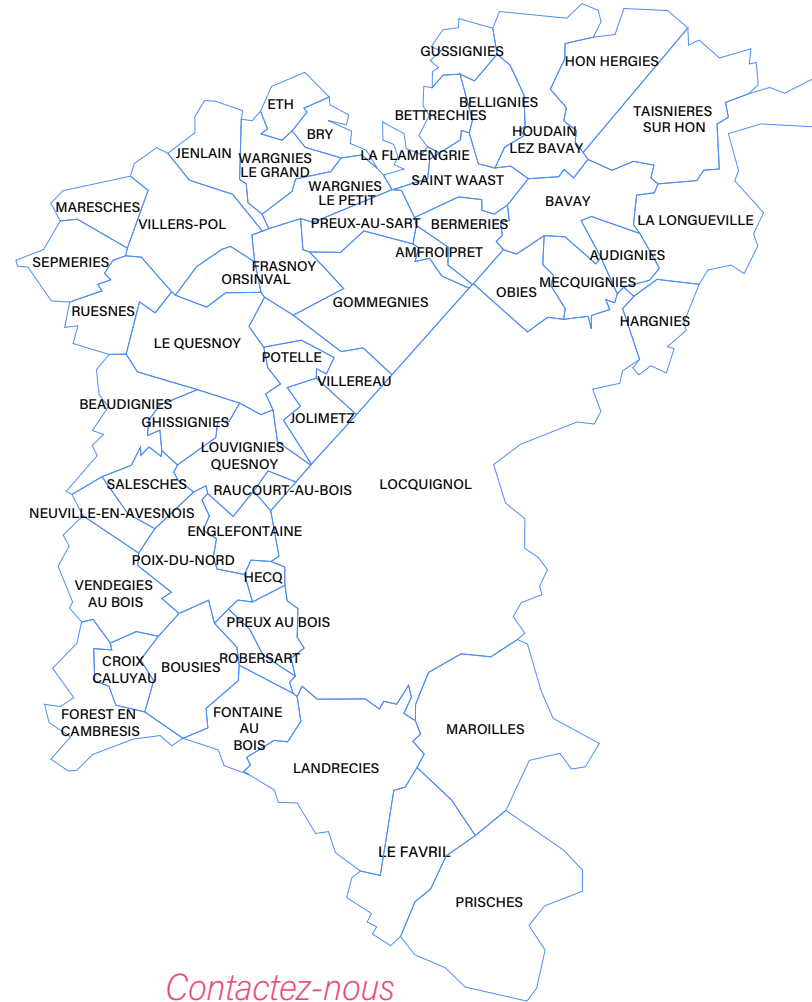 GUSSIGNIES
HON HERGIES
ETH
BETTRECHIES
BELLIGNIES
TAISNIERES
SUR HON
BRY
HOUDAIN
LEZ BAVAY
JENLAIN
WARGNIES
LE GRAND
LA FLAMENGRIE
SAINT WAAST
WARGNIES
LE PETIT
BAVAY
MARESCHES
VILLERS-POL
PREUX-AU-SART
BERMERIES
LA LONGUEVILLE
SEPMERIES
AMFROIPRET
AUDIGNIES
FRASNOY
ORSINVAL
MECQUIGNIES
OBIES
GOMMEGNIES
RUESNES
HARGNIES
LE QUESNOY
POTELLE
VILLEREAU
BEAUDIGNIES
GHISSIGNIES
JOLIMETZ
LOUVIGNIES
QUESNOY
SALESCHES
RAUCOURT-AU-BOIS
LOCQUIGNOL
NEUVILLE-EN-AVESNOIS
ENGLEFONTAINE
POIX-DU-NORD
HECQ
VENDEGIES
AU BOIS
PREUX AU BOIS
CROIX
CALUYAU
BOUSIES
ROBERSART
FOREST EN
CAMBRESIS
FONTAINE
AU
BOIS
MAROILLES
LANDRECIES
LE FAVRIL
PRISCHES
Contactez-nous